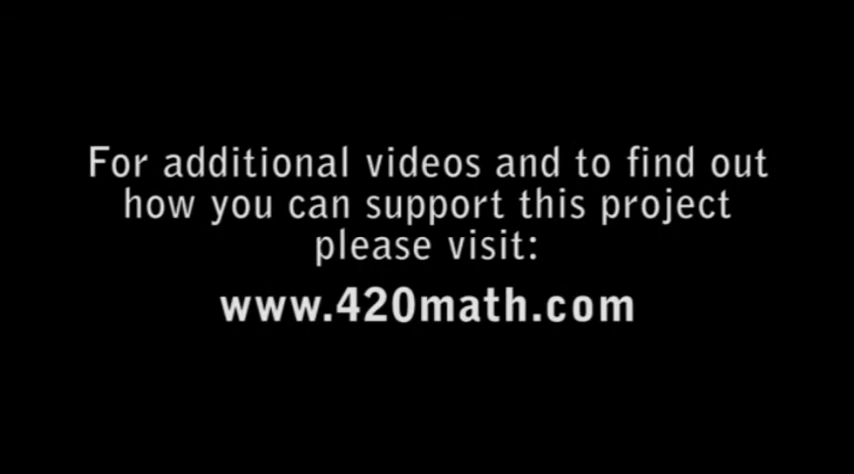 For additional videos and to find out
how you can support this project
please visit:
www.420math.com